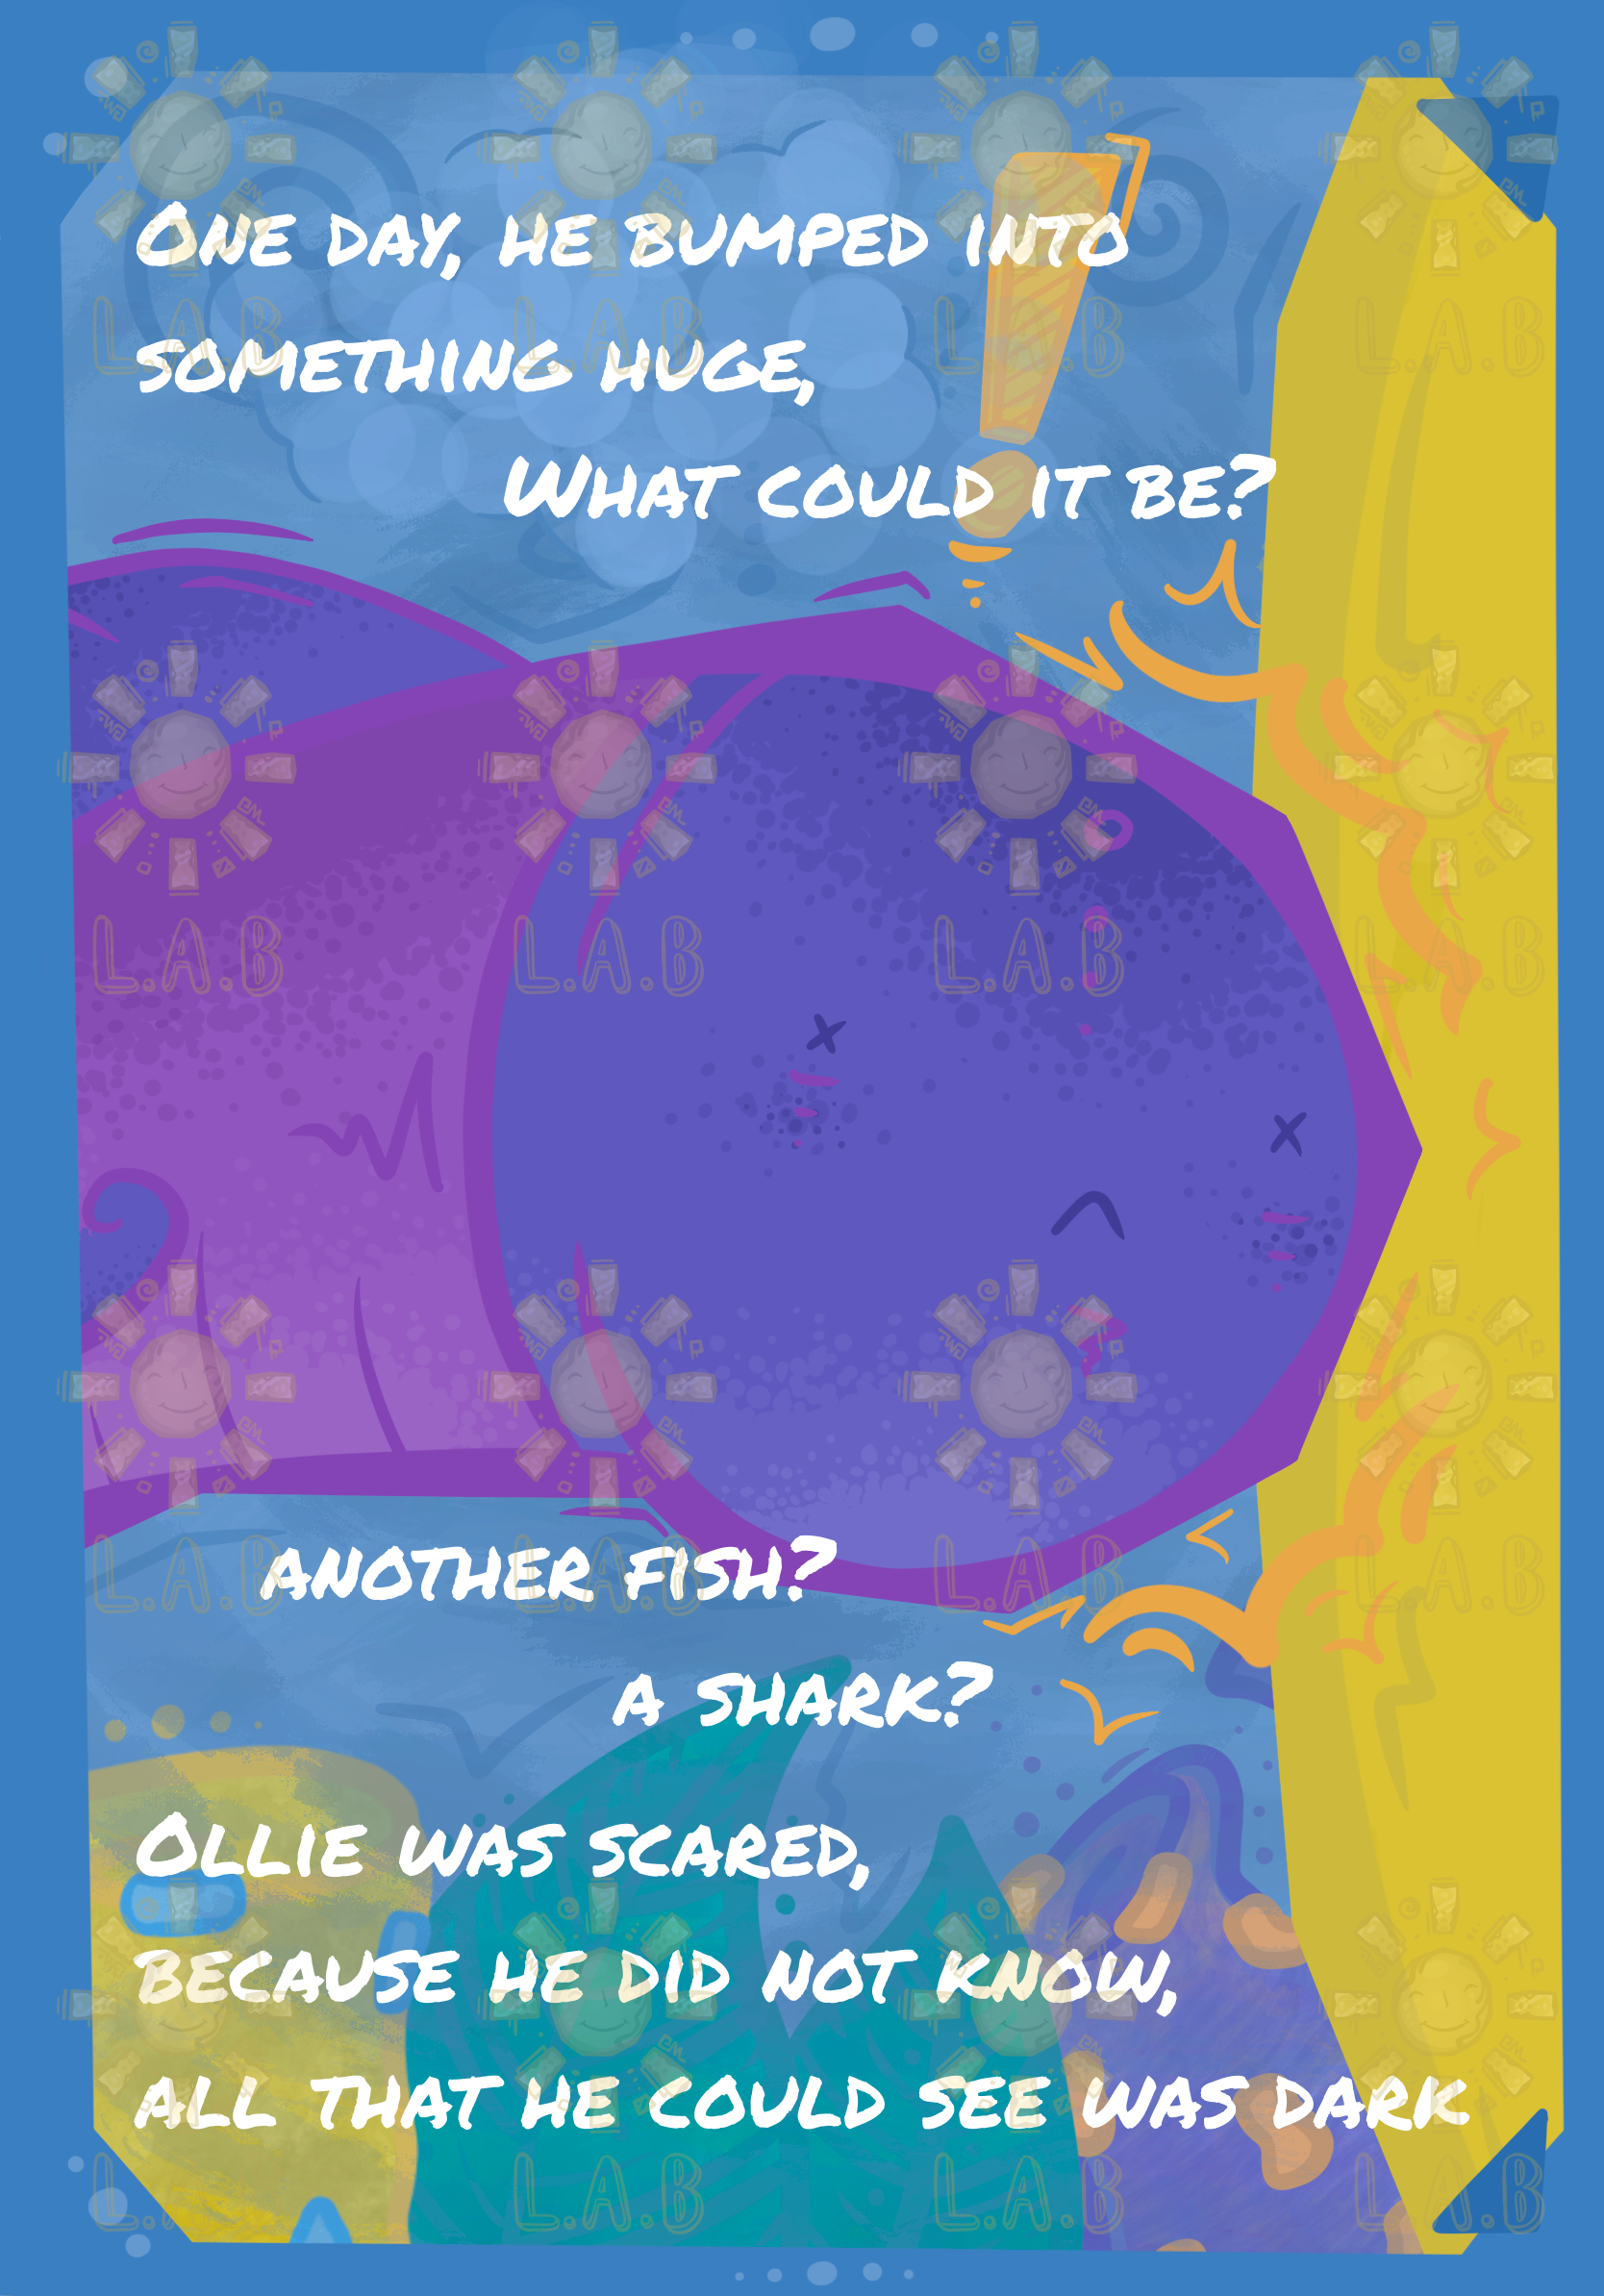 One day, he bumped into
something huge,
What could it be?
another fish?
a shark?
Ollie was scared,
because he did not know,
all that he could see was dark
L.A.B L.A.B L.A.B L.A.B
L.A.B L.A.B L.A.B L.A.B
L.A.B L.A.B L.A.B L.A.B
L.A.B L.A.B L.A.B L.A.B